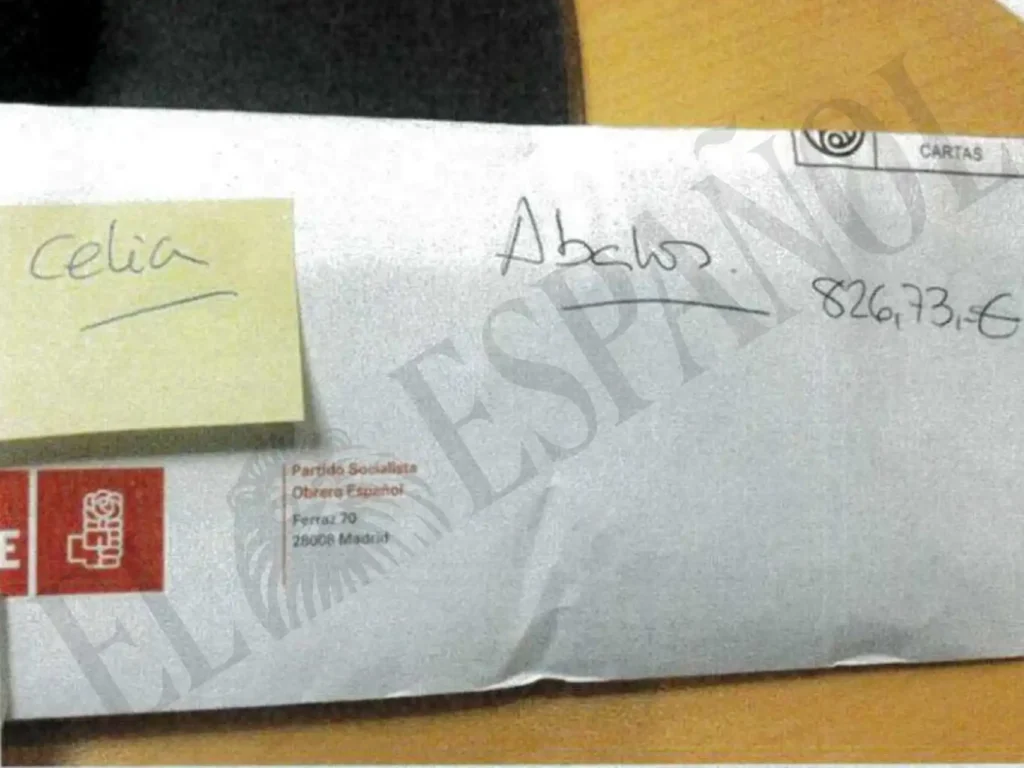 CARTAS
Celia
Abalos.
826,73,-€
Partido Socialista
Obrero Español
Ferraz 70
28008 Madrid
E
EL ESPAÑOL